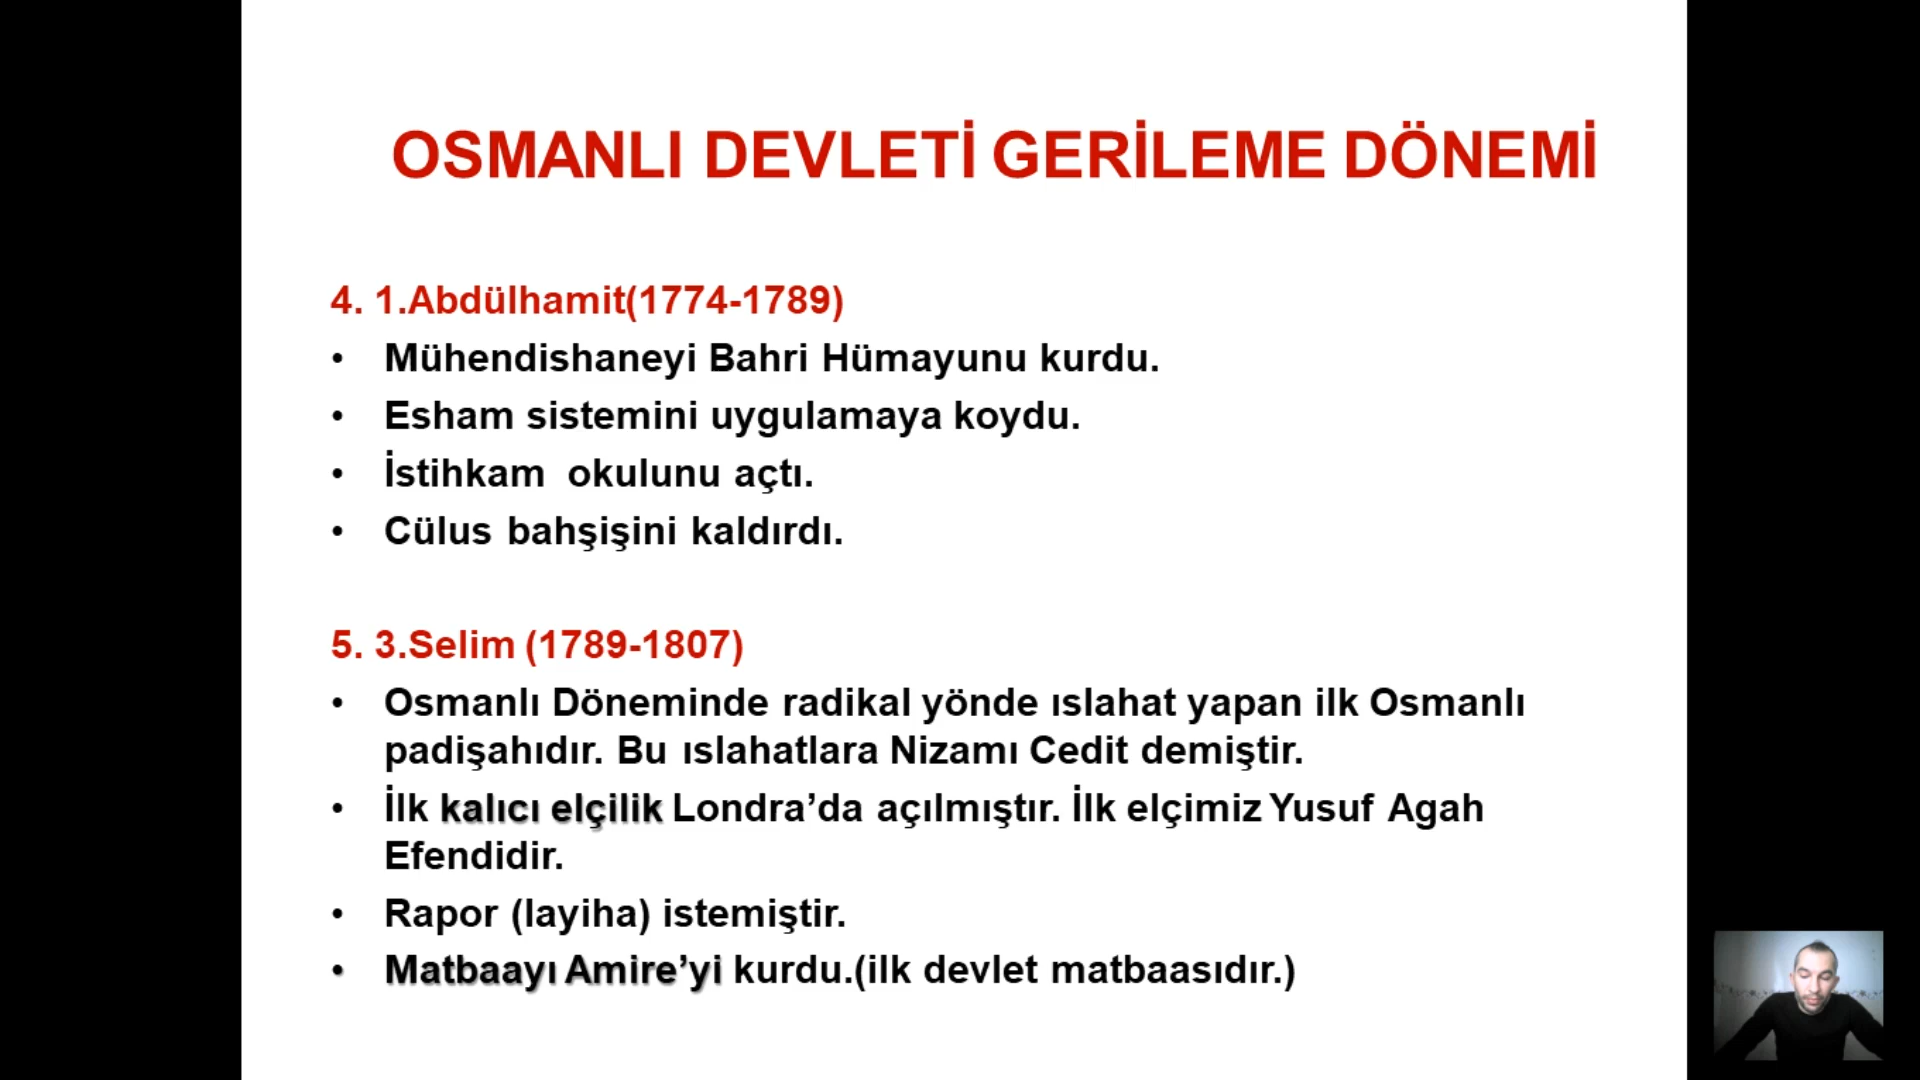 OSMANLI DEVLETİ GERİLEME DÖNEMİ
4. 1.Abdülhamit(1774-1789)
• Mühendishaneyi Bahri Hümayunu kurdu.
• Esham sistemini uygulamaya koydu.
• İstihkam okulunu açtı.
• Cülus bahşişini kaldırdı.
5. 3.Selim (1789-1807)
• Osmanlı Döneminde radikal yönde ıslahat yapan ilk Osmanlı
padişahıdır. Bu ıslahatlara Nizamı Cedit demiştir.
• İlk kalıcı elçilik Londra’da açılmıştır. İlk elçimiz Yusuf Agah
Efendidir.
• Rapor (layiha) istemiştir.
• Matbaayı Amire’yi kurdu.(ilk devlet matbaasıdır.)